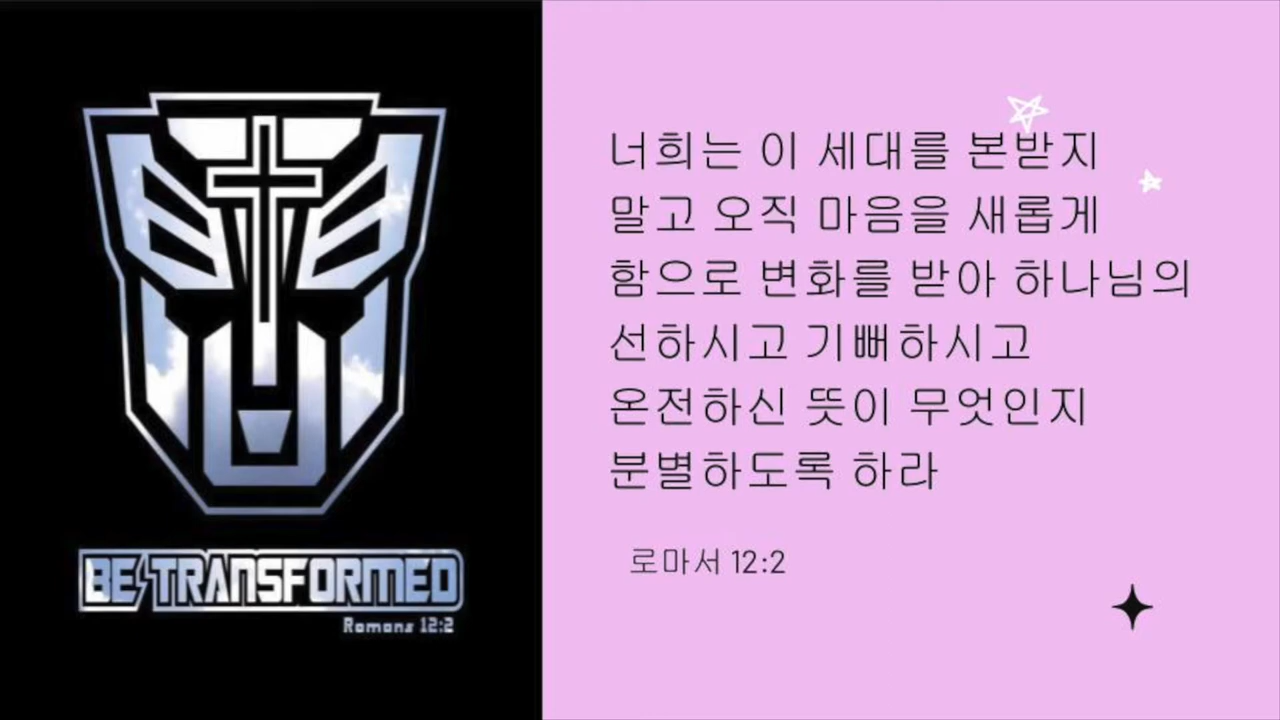 BE TRANSFORMED
Romans 12:2
너희는 이 세대를 본받지
말고 오직 마음을 새롭게
함으로 변화를 받아 하나님의
선하시고 기뻐하시고
온전하신 뜻이 무엇인지
분별하도록 하라
로마서 12:2